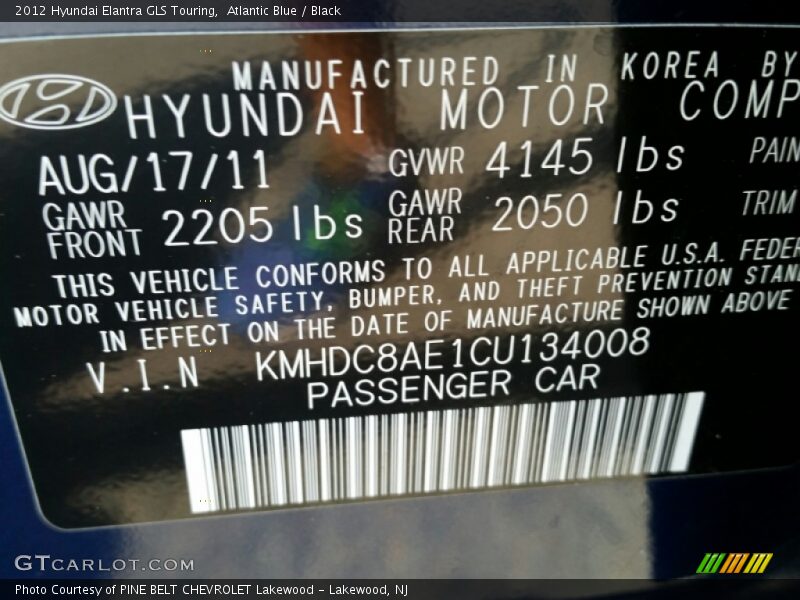 2012 Hyundai Elantra GLS Touring,  Atlantic Blue / Black
MANUFACTURED IN KOREA BY
HYUNDAI MOTOR COMP
AUG/17/11 GVWR 4145 lbs PAIN
GAWR FRONT 2205 lbs GAWR REAR 2050 lbs TRIM
THIS VEHICLE CONFORMS TO ALL APPLICABLE U.S.A. FEDER
MOTOR VEHICLE SAFETY, BUMPER, AND THEFT PREVENTION STAN
IN EFFECT ON THE DATE OF MANUFACTURE SHOWN ABOVE
V.I.N KMHDC8AE1CU134008
PASSENGER CAR
GTCARLOT.COM
Photo Courtesy of PINE BELT CHEVROLET Lakewood - Lakewood, NJ